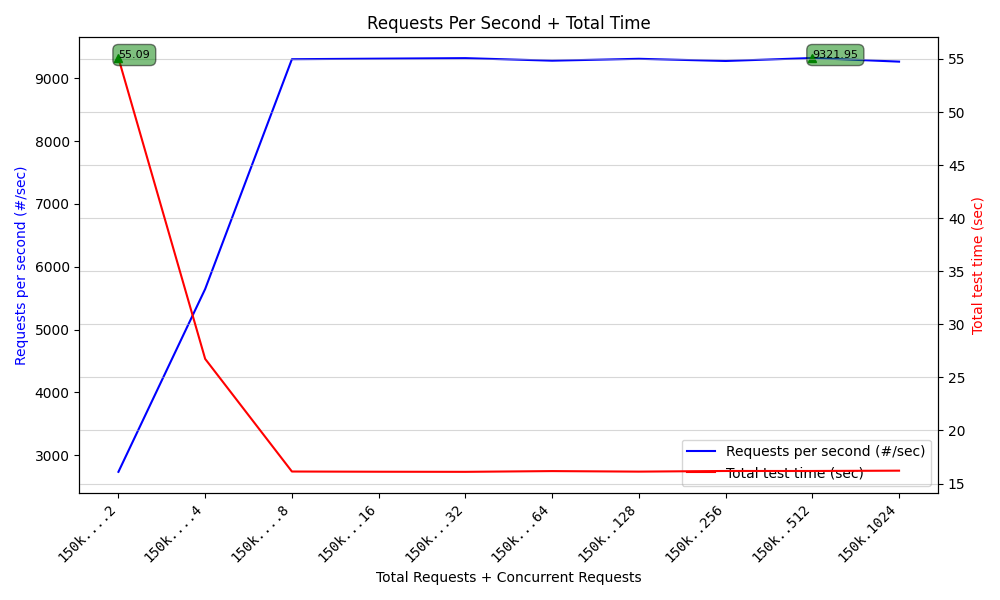 Requests Per Second + Total Time
55.09
9321.95
9000
8000
7000
6000
5000
4000
3000
Requests per second (#/sec)
55
50
45
40
35
30
25
20
15
Total test time (sec)
Requests per second (#/sec)
Total test time (sec)
150k....2
150k....4
150k....8
150k...16
150k...32
150k...64
150k..128
150k..256
150k..512
150k.1024
Total Requests + Concurrent Requests